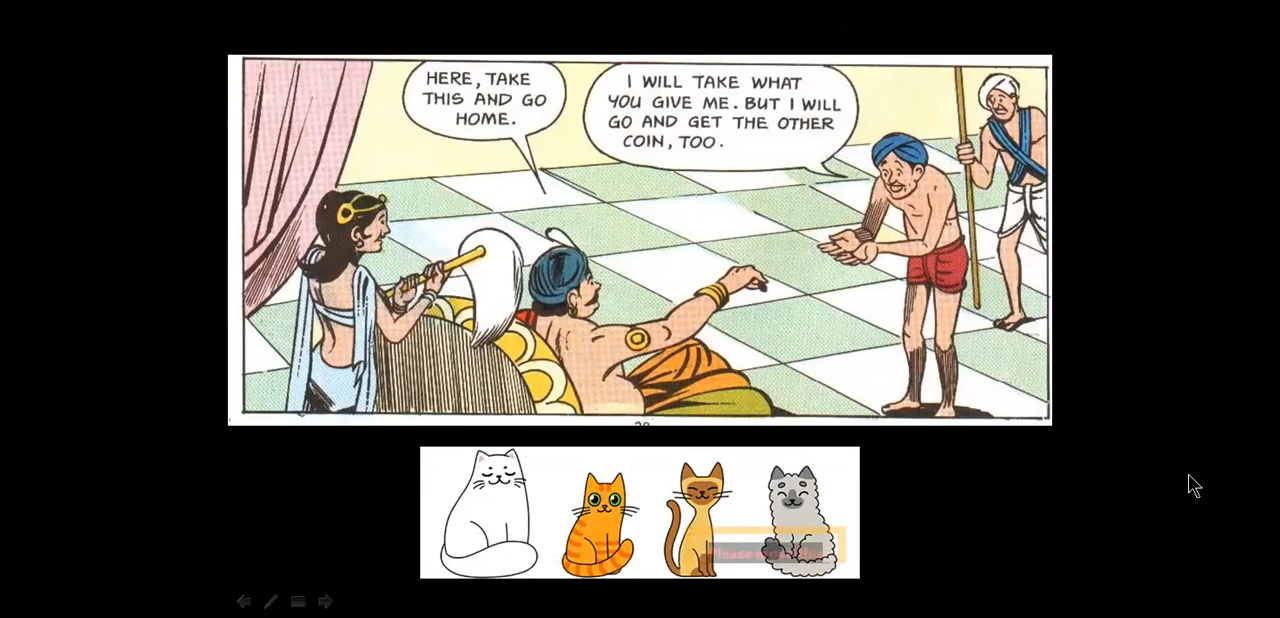 HERE, TAKE
THIS AND GO
HOME.
I WILL TAKE WHAT
YOU GIVE ME. BUT I WILL
GO AND GET THE OTHER
COIN, TOO.
Please